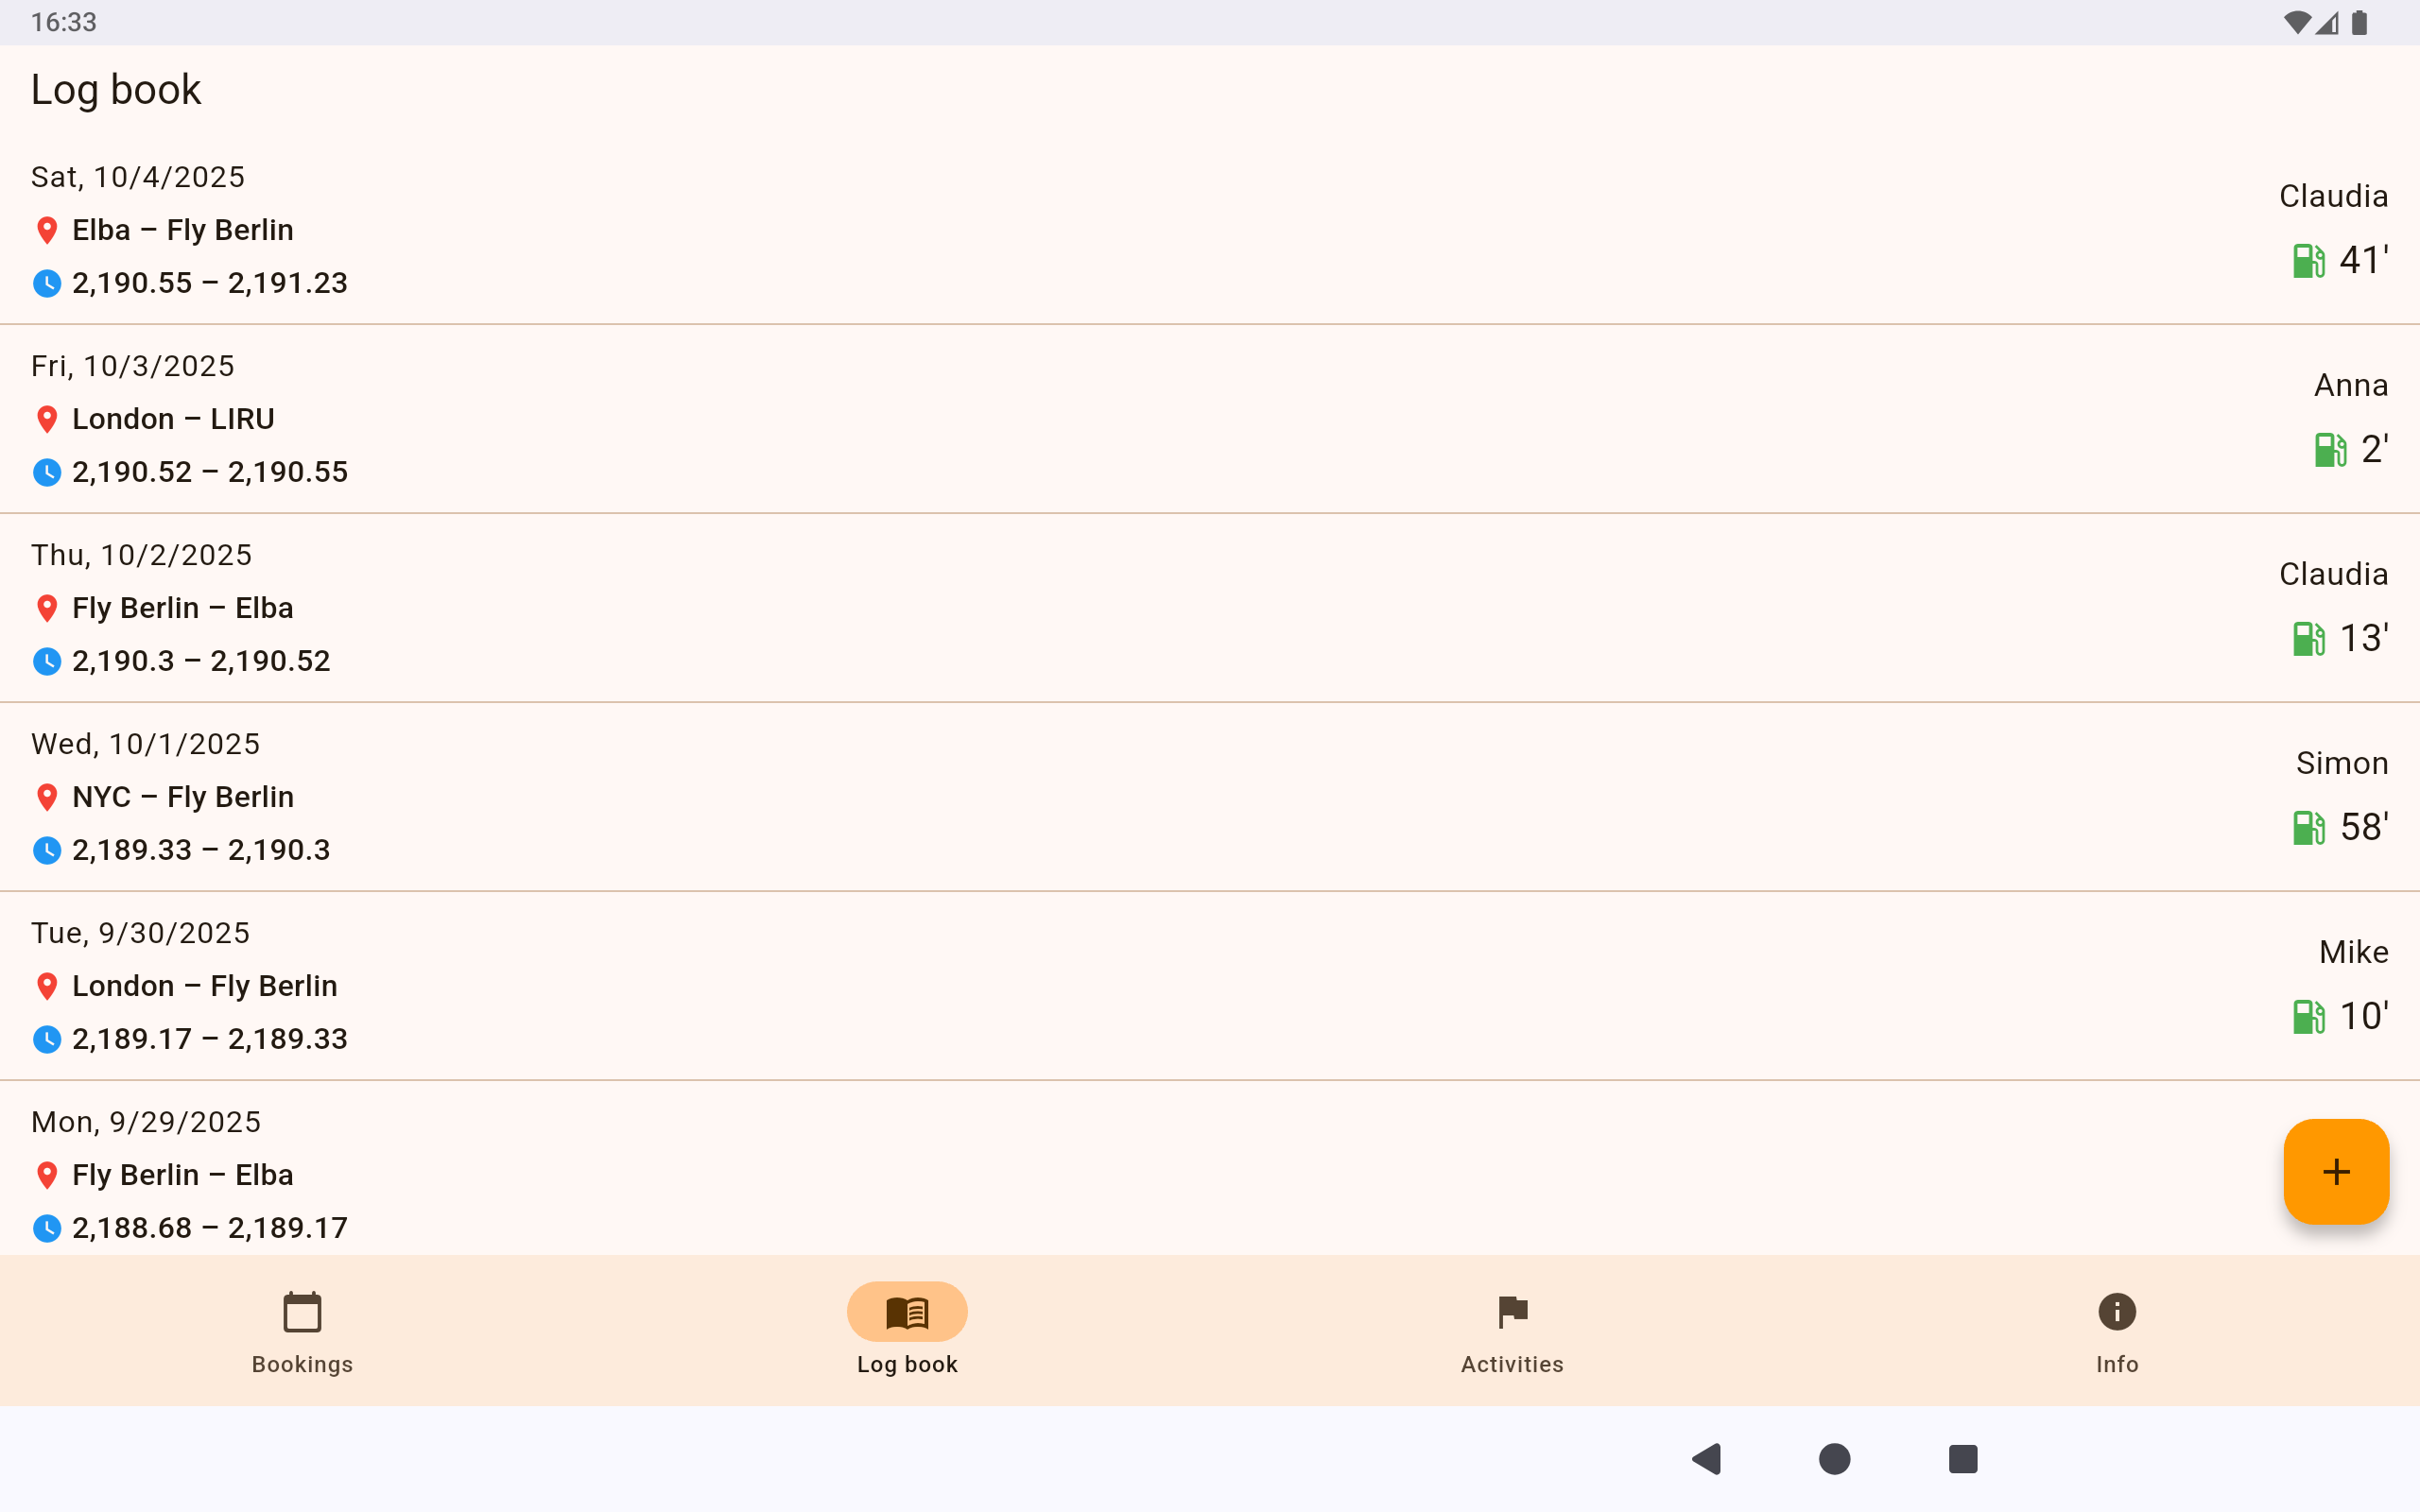 16:33
Log book
Sat, 10/4/2025
Claudia
Elba – Fly Berlin
41'
2,190.55 – 2,191.23
Fri, 10/3/2025
Anna
London – LIRU
2'
2,190.52 – 2,190.55
Thu, 10/2/2025
Claudia
Fly Berlin – Elba
13'
2,190.3 – 2,190.52
Wed, 10/1/2025
Simon
NYC – Fly Berlin
58'
2,189.33 – 2,190.3
Tue, 9/30/2025
Mike
London – Fly Berlin
10'
2,189.17 – 2,189.33
Mon, 9/29/2025
Fly Berlin – Elba
2,188.68 – 2,189.17
Bookings
Log book
Activities
Info